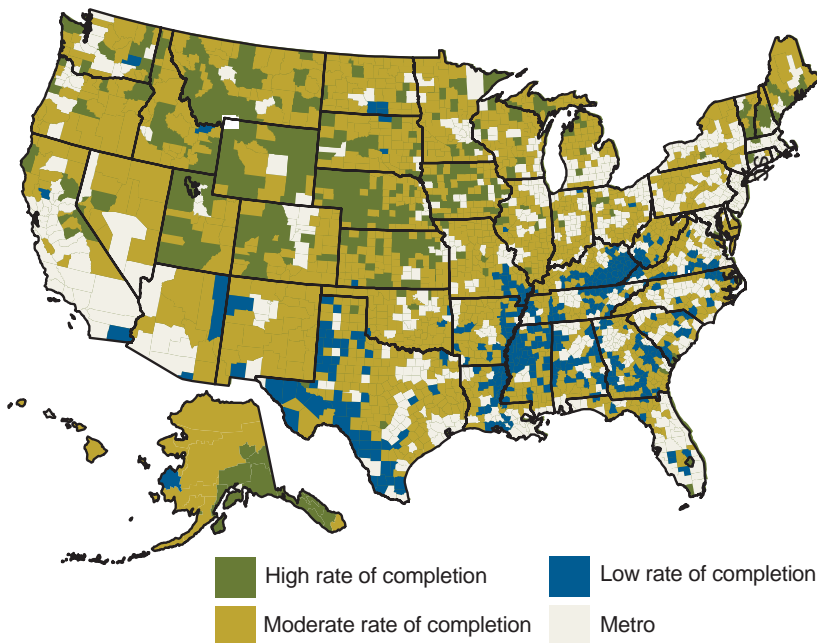 High rate of completion
Low rate of completion
Moderate rate of completion
Metro